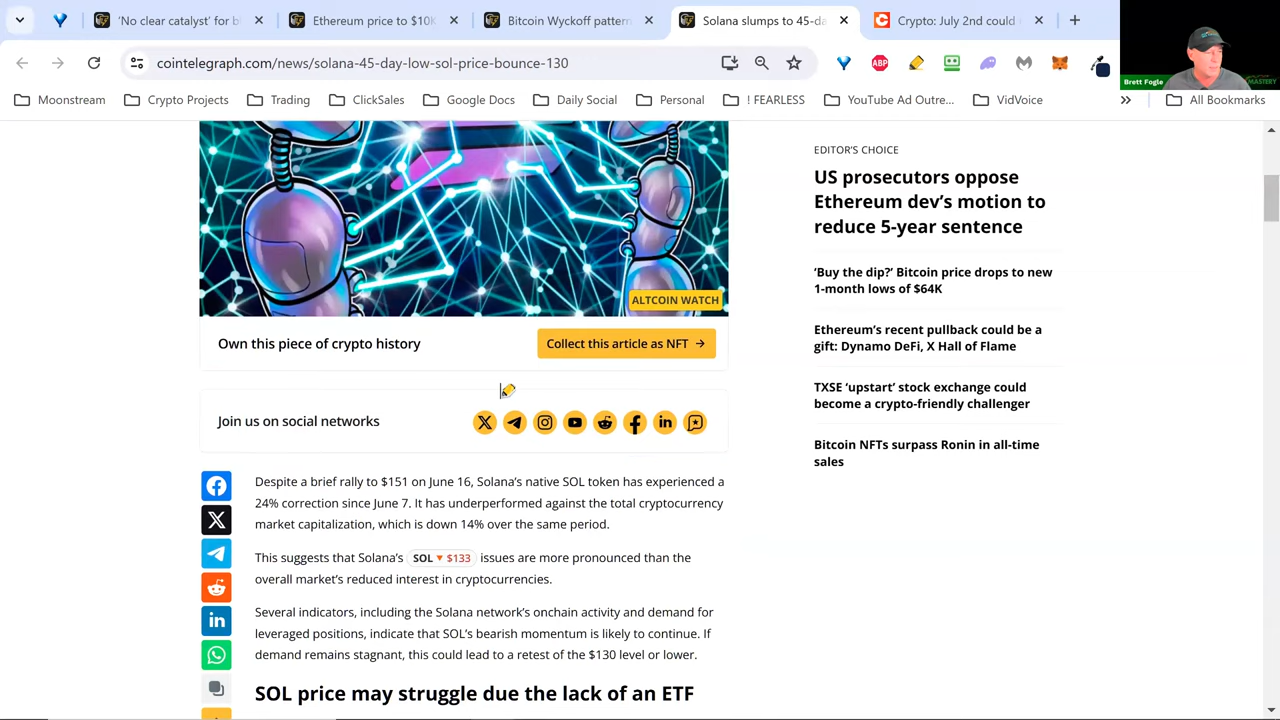 'No clear catalyst' for b
Ethereum price to $10K
Bitcoin Wyckoff pattern
Solana slumps to 45-da
Crypto: July 2nd could
cointelegraph.com/news/solana-45-day-low-sol-price-bounce-130
ABP
Brett Fogle
MASTERY
Moonstream
Crypto Projects
Trading
ClickSales
Google Docs
Daily Social
Personal
! FEARLESS
YouTube Ad Outre...
VidVoice
All Bookmarks
ALTCOIN WATCH
Own this piece of crypto history
Collect this article as NFT →
Join us on social networks
Despite a brief rally to $151 on June 16, Solana's native SOL token has experienced a
24% correction since June 7. It has underperformed against the total cryptocurrency
market capitalization, which is down 14% over the same period.
This suggests that Solana's SOL ▼ $133 issues are more pronounced than the
overall market's reduced interest in cryptocurrencies.
Several indicators, including the Solana network's onchain activity and demand for
leveraged positions, indicate that SOL's bearish momentum is likely to continue. If
demand remains stagnant, this could lead to a retest of the $130 level or lower.
SOL price may struggle due the lack of an ETF
EDITOR'S CHOICE
US prosecutors oppose
Ethereum dev's motion to
reduce 5-year sentence
'Buy the dip?' Bitcoin price drops to new
1-month lows of $64K
Ethereum's recent pullback could be a
gift: Dynamo DeFi, X Hall of Flame
TXSE 'upstart' stock exchange could
become a crypto-friendly challenger
Bitcoin NFTs surpass Ronin in all-time
sales